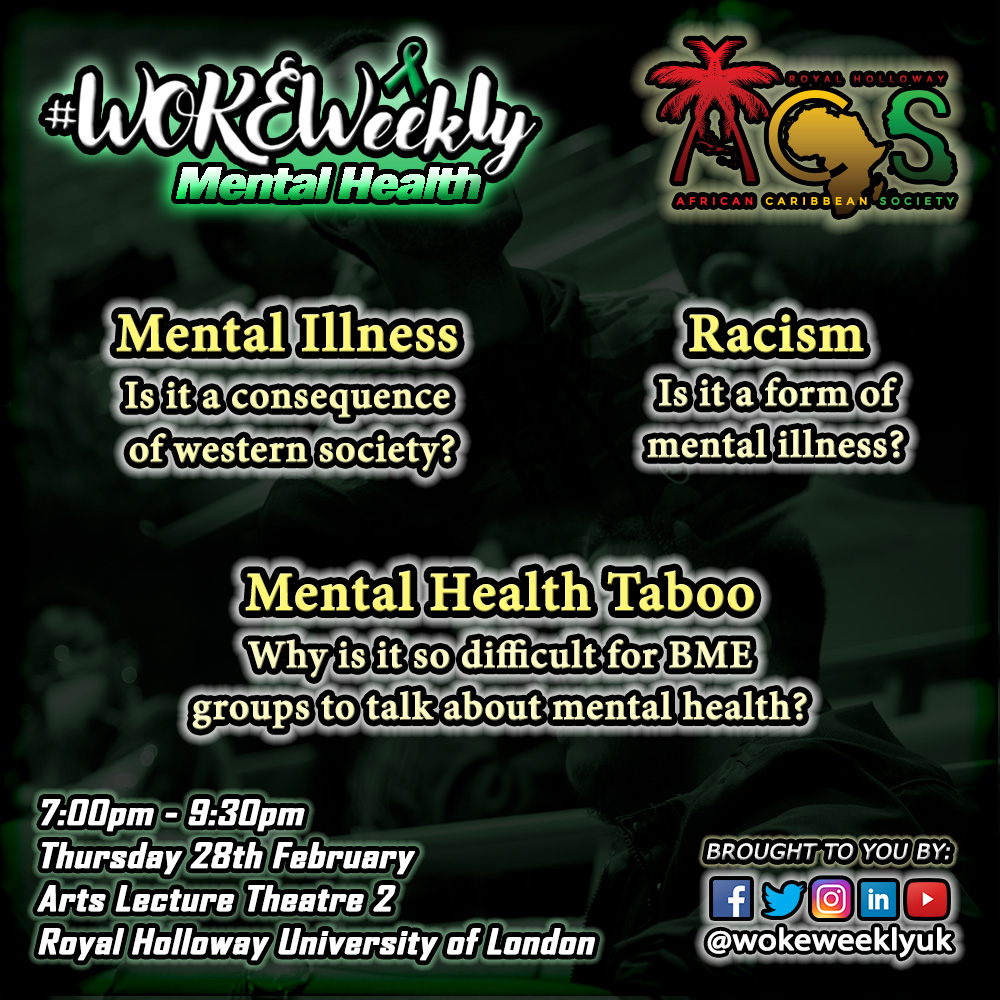 #WOKEWeekly
Mental Health
ROYAL HOLLOWAY
ACS
AFRICAN CARIBBEAN SOCIETY
Mental Illness
Is it a consequence
of western society?
Racism
Is it a form of
mental illness?
Mental Health Taboo
Why is it so difficult for BME
groups to talk about mental health?
7:00pm - 9:30pm
Thursday 28th February
Arts Lecture Theatre 2
Royal Holloway University of London
BROUGHT TO YOU BY:
@wokeweeklyuk